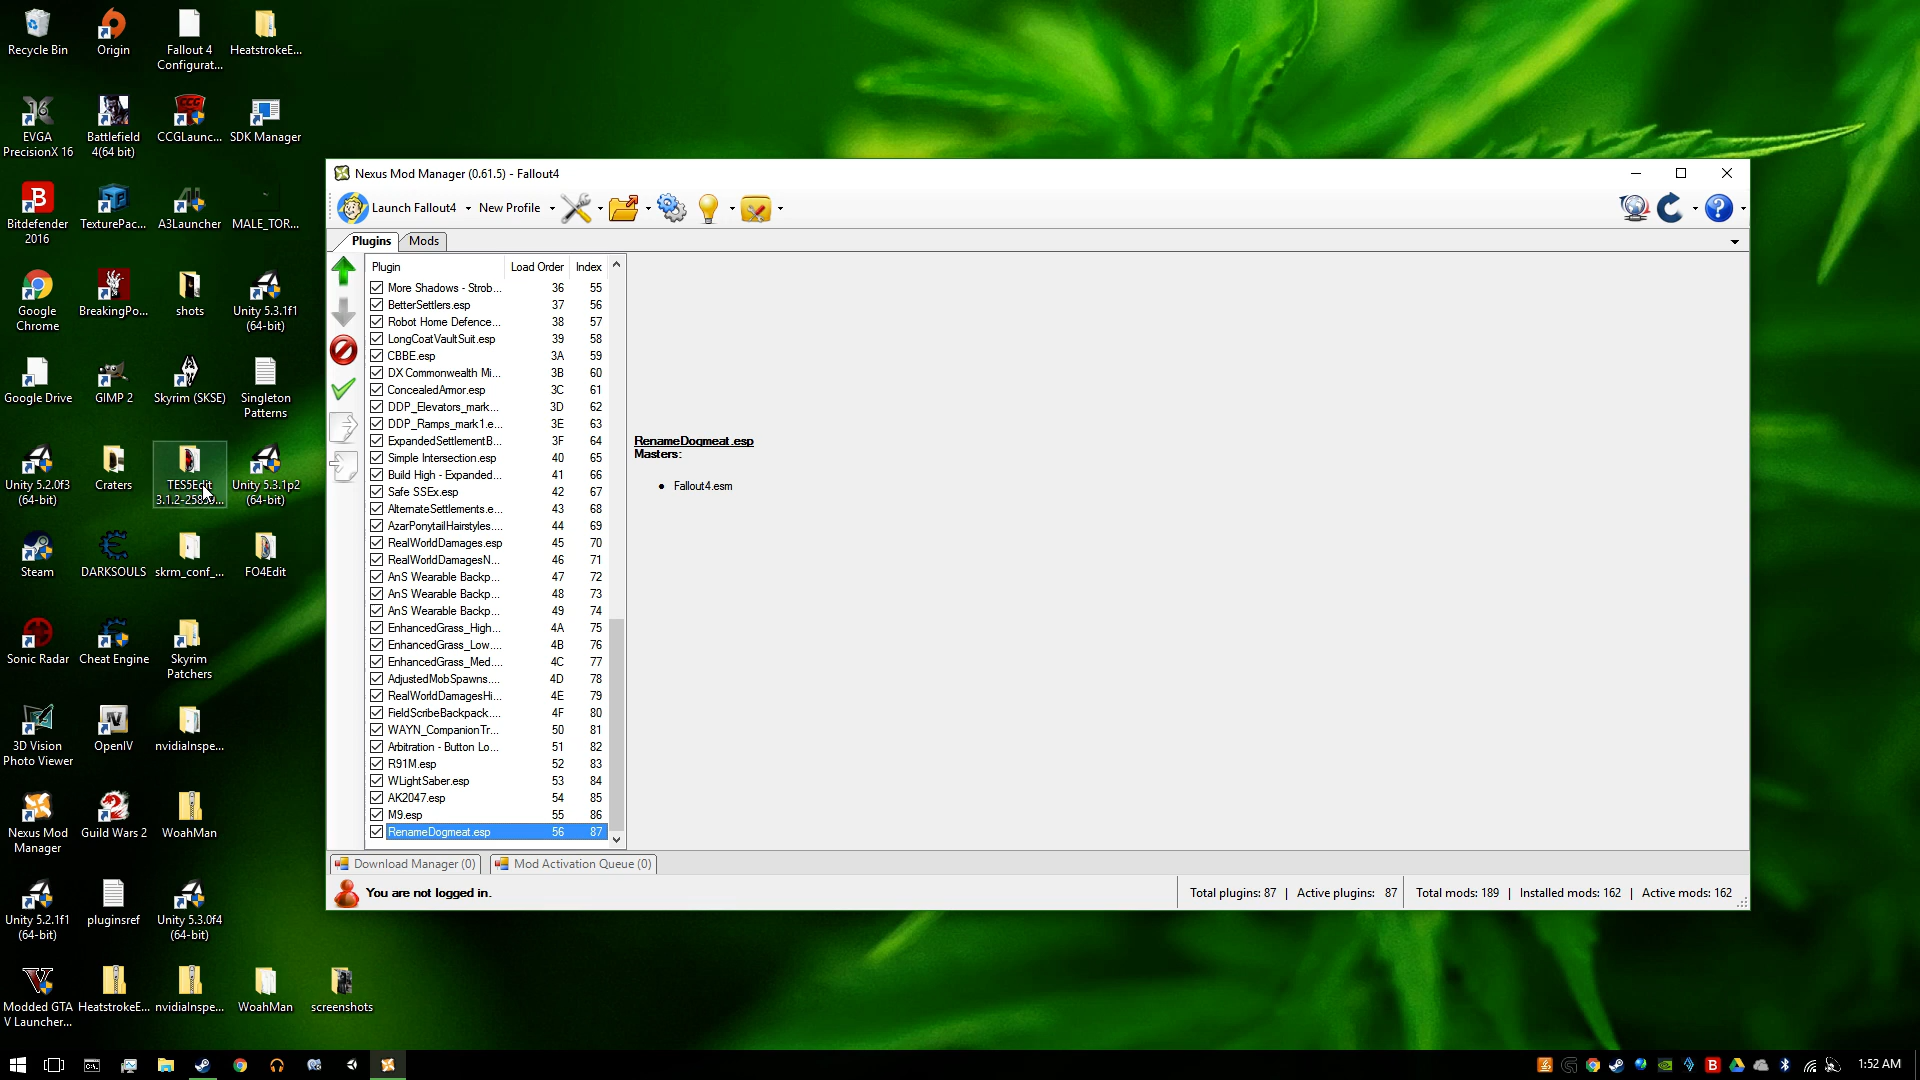 Recycle Bin
Origin
Fallout 4
Configurat...
HeatstrokeE...
EVGA
PrecisionX 16
Battlefield
4(64 bit)
CCGLaunc...
SDK Manager
Bitdefender
2016
TexturePac...
A3Launcher
MALE_TOR...
Google
Chrome
BreakingPo...
shots
Unity 5.3.1f1
(64-bit)
Google Drive
GIMP 2
Skyrim (SKSE)
Singleton
Patterns
Unity 5.2.0f3
(64-bit)
Craters
TES5Edit
Unity 5.3.1p2
(64-bit)
Steam
DARKSOULS
skrm_conf_...
FO4Edit
Sonic Radar
Cheat Engine
Skyrim
Patchers
3D Vision
Photo Viewer
OpenIV
nvidiaInspe...
Nexus Mod
Manager
Guild Wars 2
WoahMan
Unity 5.2.1f1
(64-bit)
pluginsref
Unity 5.3.0f4
(64-bit)
Modded GTA
V Launcher...
HeatstrokeE...
nvidiaInspe...
WoahMan
screenshots
Nexus Mod Manager (0.61.5) - Fallout4
Launch Fallout4
New Profile
Plugins
Mods
Plugin Load Order Index
More Shadows - Strob... 36 55
BetterSettlers.esp 37 56
Robot Home Defence... 38 57
LongCoatVaultSuit.esp 39 58
CBBE.esp 3A 59
DX Commonwealth Mi... 3B 60
ConcealedArmor.esp 3C 61
DDP_Elevators_mark... 3D 62
DDP_Ramps_mark1.e... 3E 63
ExpandedSettlementB... 3F 64
Simple Intersection.esp 40 65
Build High - Expanded... 41 66
Safe SSEx.esp 42 67
AlternateSettlements.e... 43 68
AzarPonytailHairstyles.... 44 69
RealWorldDamages.esp 45 70
RealWorldDamagesN... 46 71
AnS Wearable Backp... 47 72
AnS Wearable Backp... 48 73
AnS Wearable Backp... 49 74
EnhancedGrass_High... 4A 75
EnhancedGrass_Low.... 4B 76
EnhancedGrass_Med.... 4C 77
AdjustedMobSpawns.... 4D 78
RealWorldDamagesHi... 4E 79
FieldScribeBackpack.... 4F 80
WAYN_CompanionTr... 50 81
Arbitration - Button Lo... 51 82
R91M.esp 52 83
WLightSaber.esp 53 84
AK2047.esp 54 85
M9.esp 55 86
RenameDogmeat.esp 56 87
RenameDogmeat.esp
Masters:
Fallout4.esm
Download Manager (0)
Mod Activation Queue (0)
You are not logged in.
Total plugins: 87 | Active plugins: 87
Total mods: 189 | Installed mods: 162 | Active mods: 162
1:52 AM